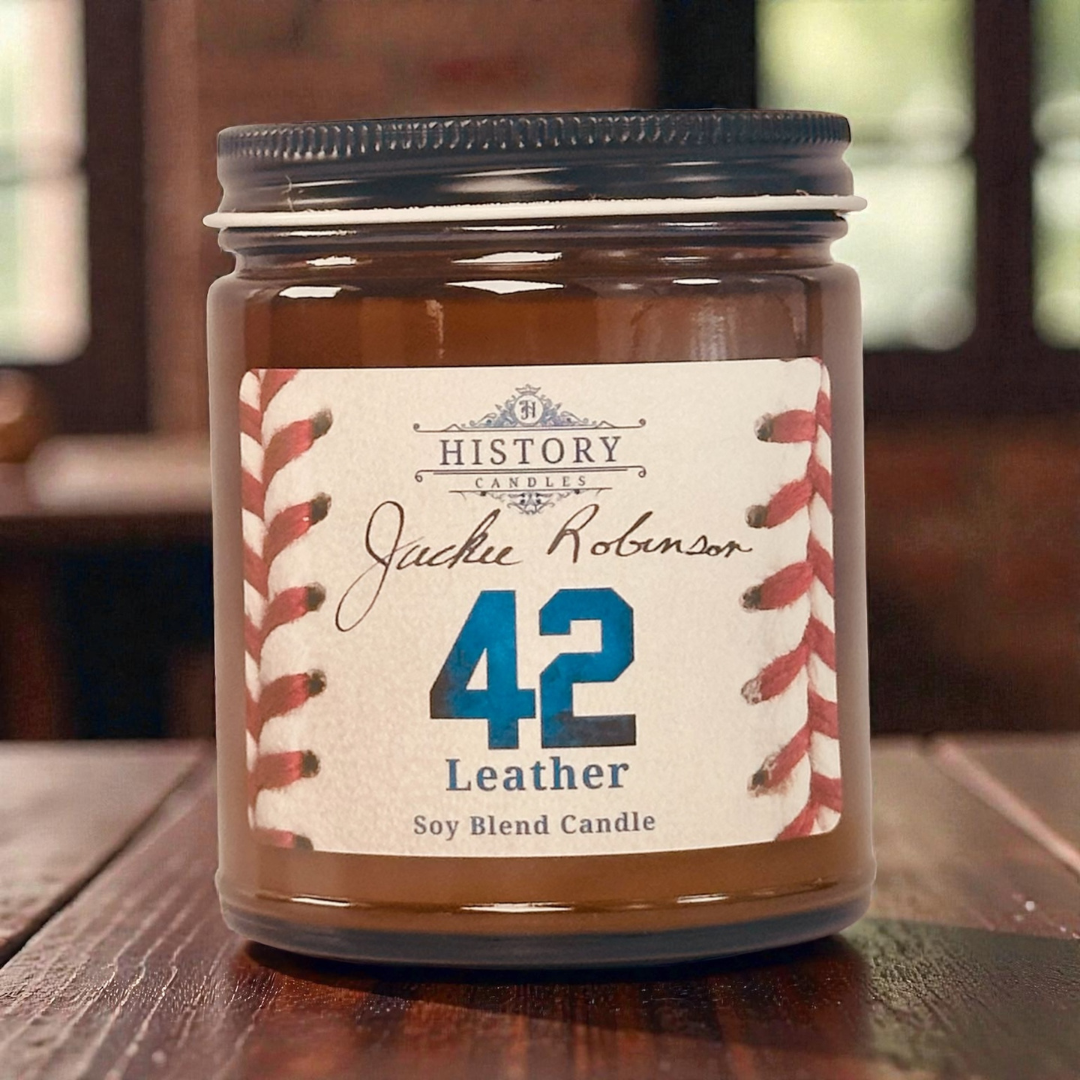 H
HISTORY
CANDLES
Jackie Robinson
42
Leather
Soy Blend Candle